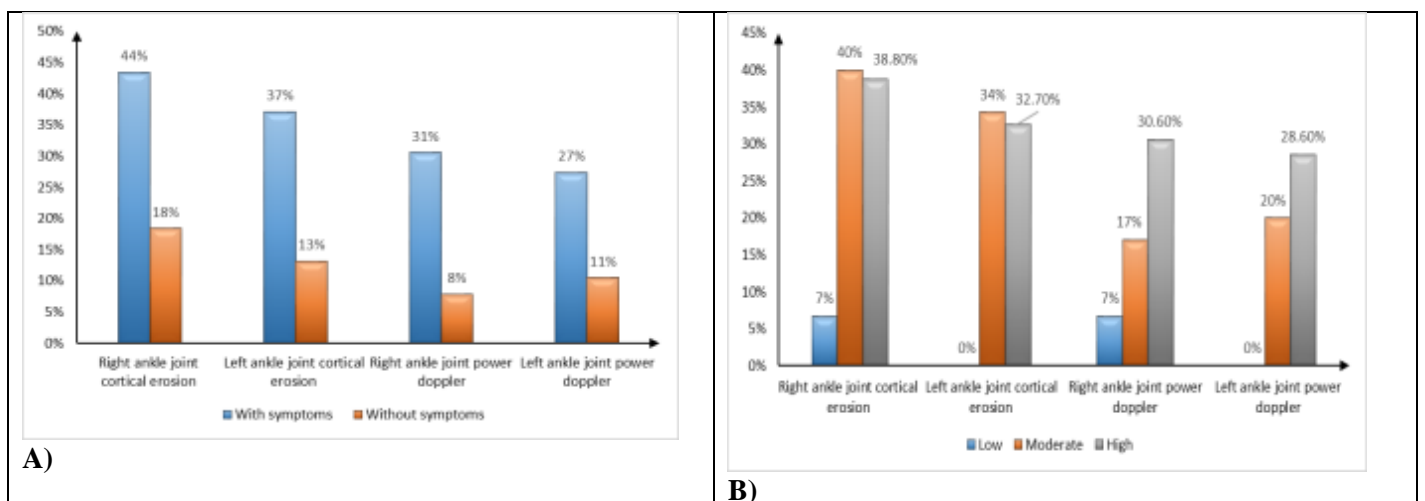 50%
45%
40%
35%
30%
25%
20%
15%
10%
5%
0%
44%
18%
37%
13%
31%
8%
27%
11%
Right ankle joint
cortical erosion
Left ankle joint cortical
erosion
Right ankle joint power
doppler
Left ankle joint power
doppler
With symptoms Without symptoms
A)
45%
40%
35%
30%
25%
20%
15%
10%
5%
0%
7%
40%
38.80%
0%
34%
32.70%
7%
17%
30.60%
0%
20%
28.60%
Right ankle joint cortical
erosion
Left ankle joint cortical
erosion
Right ankle joint power
doppler
Left ankle joint power
doppler
Low Moderate High
B)